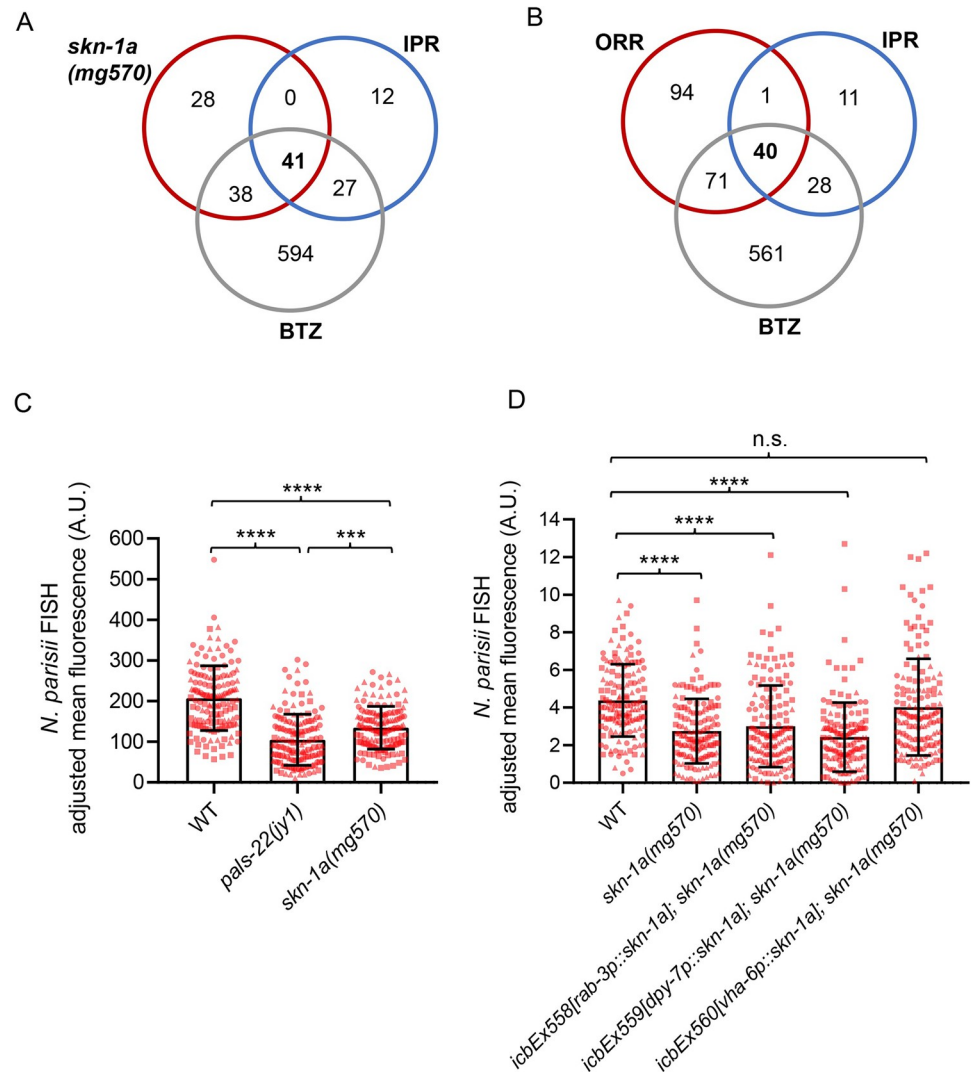 A
skn-1a
(mg570)
IPR
28
0
12
41
38
27
594
BTZ
B
ORR
IPR
94
1
11
40
71
28
561
BTZ
C
N. parisii FISH
adjusted mean fluorescence (A.U.)
600
500
400
300
200
100
0
****
****
***
WT
pals-22(jy1)
skn-1a(mg570)
D
N. parisii FISH
adjusted mean fluorescence (A.U.)
14
12
10
8
6
4
2
0
n.s.
****
****
****
WT
skn-1a(mg570)
icbEx558[rab-3p::skn-1a]; skn-1a(mg570)
icbEx559[dpy-7p::skn-1a]; skn-1a(mg570)
icbEx560[vha-6p::skn-1a]; skn-1a(mg570)